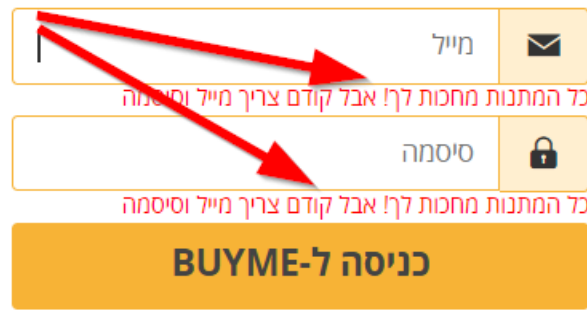 מייל
כל המתנות מחכות לך! אבל קודם צריך מייל וסיסמה
סיסמה
כל המתנות מחכות לך! אבל קודם צריך מייל וסיסמה
כניסה ל-BUYME